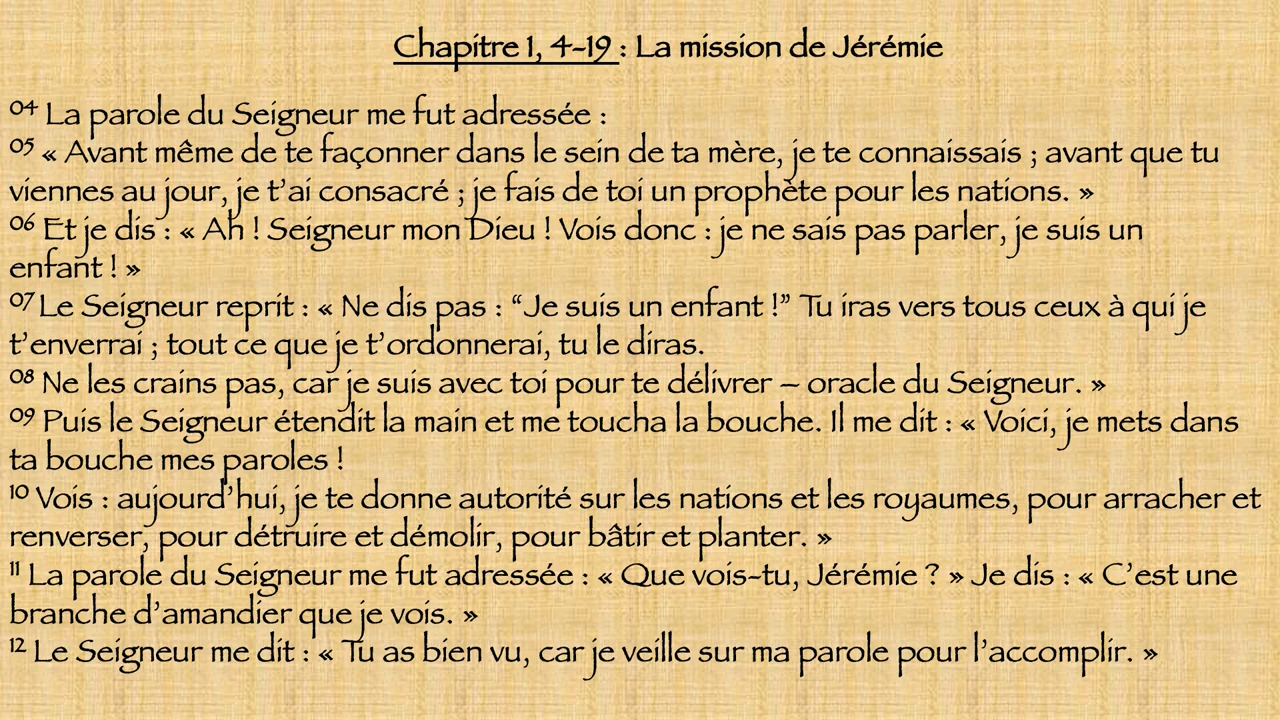 Chapitre 1, 4-19 : La mission de Jérémie
04 La parole du Seigneur me fut adressée :
05 « Avant même de te façonner dans le sein de ta mère, je te connaissais ; avant que tu
viennes au jour, je t’ai consacré ; je fais de toi un prophète pour les nations. »
06 Et je dis : « Ah ! Seigneur mon Dieu ! Vois donc : je ne sais pas parler, je suis un
enfant ! »
07 Le Seigneur reprit : « Ne dis pas : “Je suis un enfant !” Tu iras vers tous ceux à qui je
t’enverrai ; tout ce que je t’ordonnerai, tu le diras.
08 Ne les crains pas, car je suis avec toi pour te délivrer – oracle du Seigneur. »
09 Puis le Seigneur étendit la main et me toucha la bouche. Il me dit : « Voici, je mets dans
ta bouche mes paroles !
10 Vois : aujourd’hui, je te donne autorité sur les nations et les royaumes, pour arracher et
renverser, pour détruire et démolir, pour bâtir et planter. »
11 La parole du Seigneur me fut adressée : « Que vois-tu, Jérémie ? » Je dis : « C’est une
branche d’amandier que je vois. »
12 Le Seigneur me dit : « Tu as bien vu, car je veille sur ma parole pour l’accomplir. »